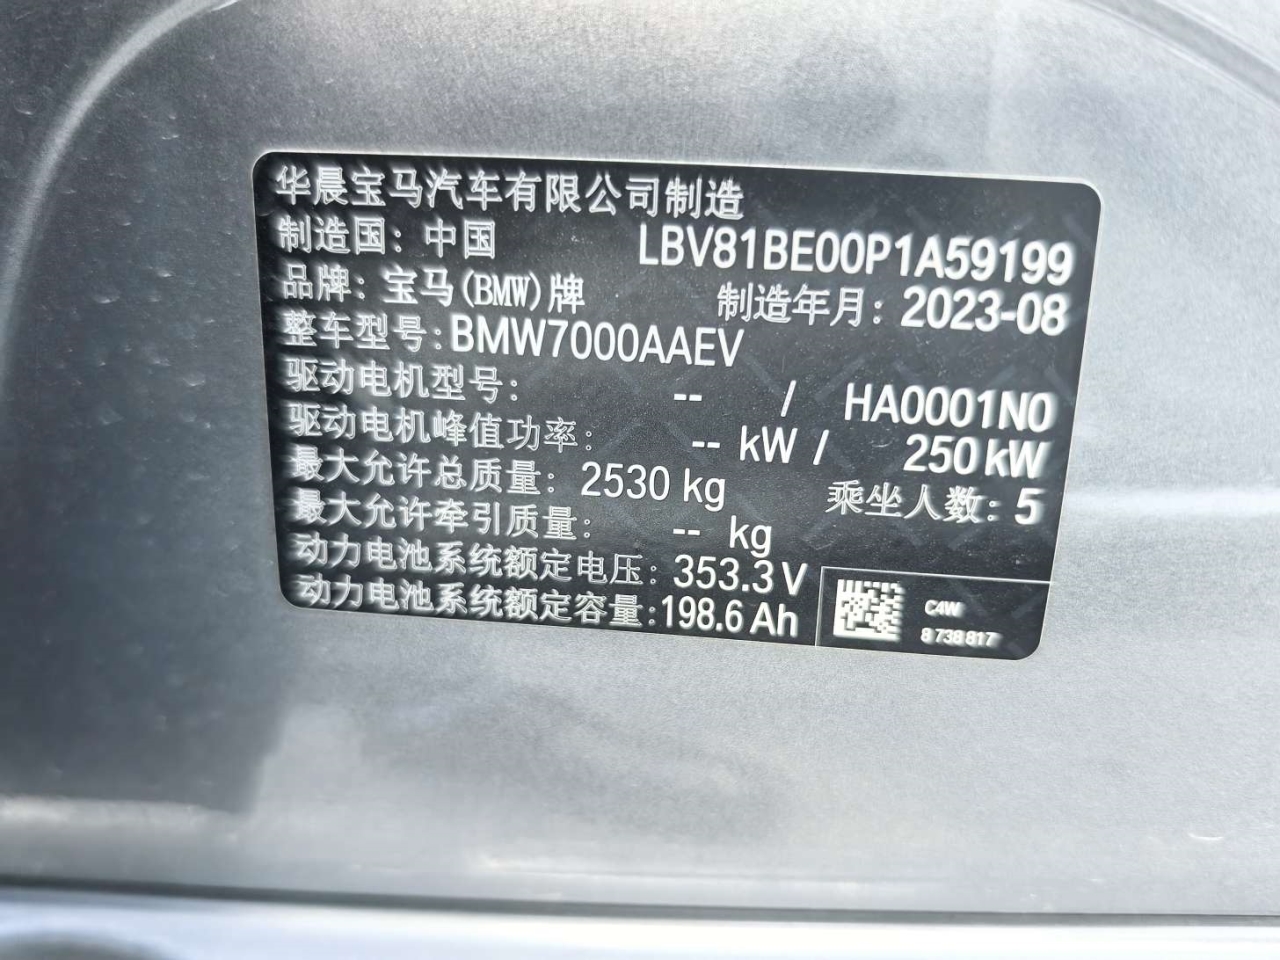 华晨宝马汽车有限公司制造
制造国：中国 LBV81BE00P1A59199
品牌：宝马(BMW)牌 制造年月：2023-08
整车型号:BMW7000AAEV
驱动电机型号： -- / HA0001N0
驱动电机峰值功率： -- kW / 250 kW
最大允许总质量： 2530 kg 乘坐人数：5
最大允许牵引质量： -- kg
动力电池系统额定电压：353.3 V
动力电池系统额定容量:198.6 Ah
C4W
8 738 817